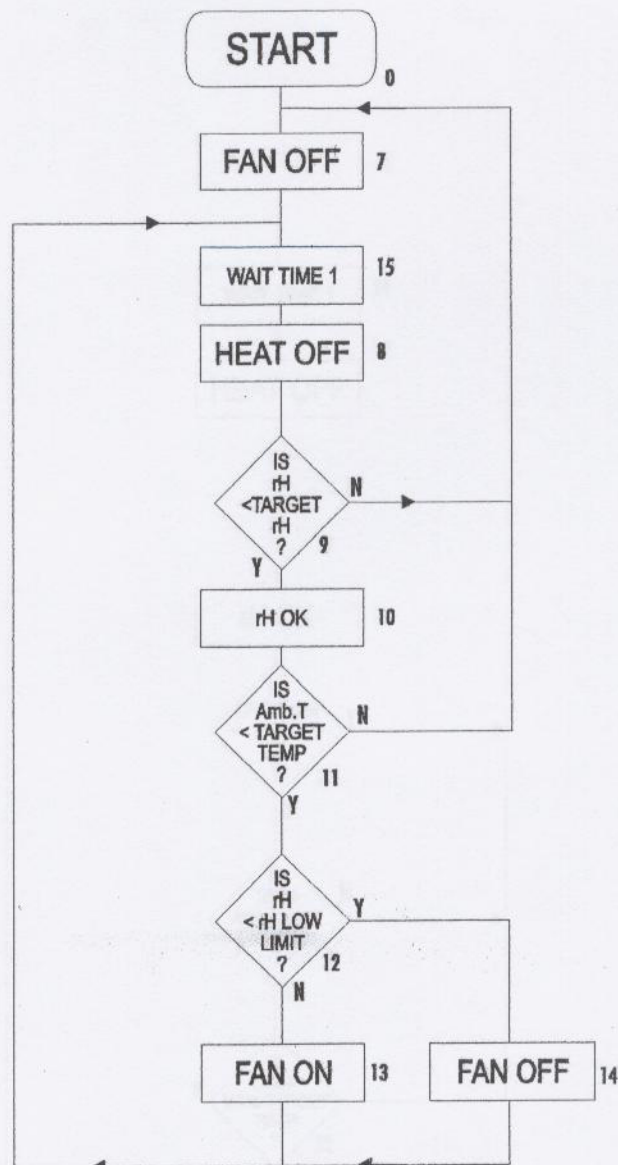 START
0
FAN OFF
7
WAIT TIME 1
15
HEAT OFF
8
IS
rH
<TARGET
rH
?
9
N
Y
rH OK
10
IS
Amb.T
< TARGET
TEMP
?
11
N
Y
IS
rH
< rH LOW
LIMIT
?
12
Y
N
FAN ON
13
FAN OFF
14